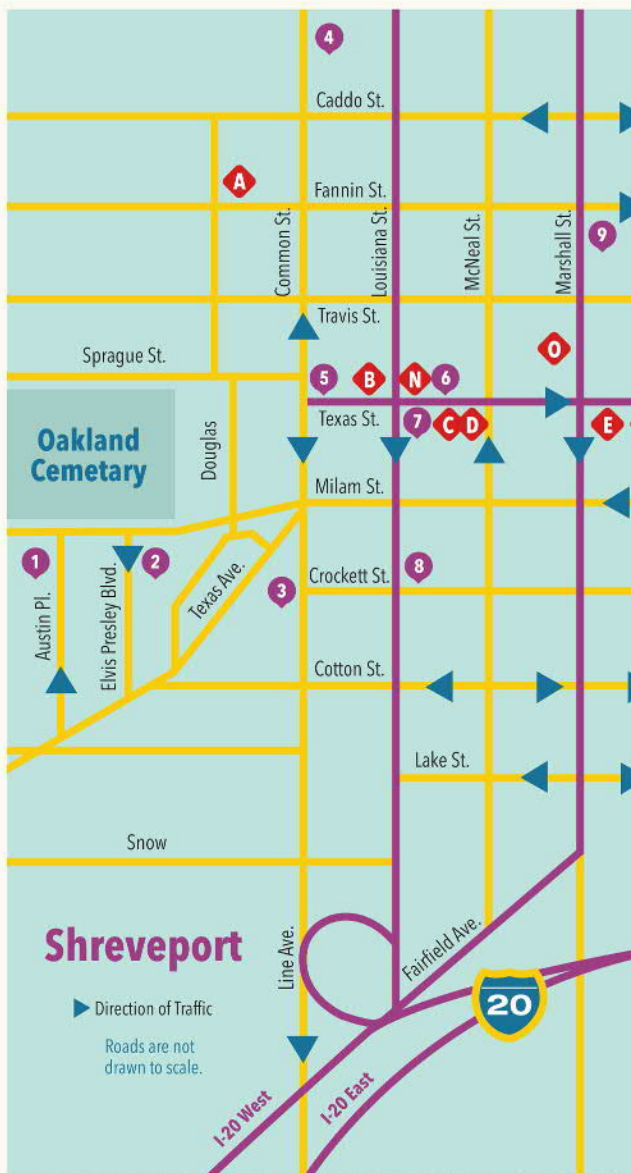 4
Caddo St.
A
Fannin St.
Common St.
Louisiana St.
McNeal St.
Marshall St.
9
Travis St.
O
Sprague St.
5
B
N
6
Texas St.
7
C
D
E
Oakland
Cemetary
Douglas
Milam St.
1
Austin Pl.
Elvis Presley Blvd.
2
Texas Ave.
3
Crockett St.
8
Cotton St.
Lake St.
Snow
Shreveport
Line Ave.
Fairfield Ave.
20
Direction of Traffic
Roads are not
drawn to scale.
I-20 West
I-20 East